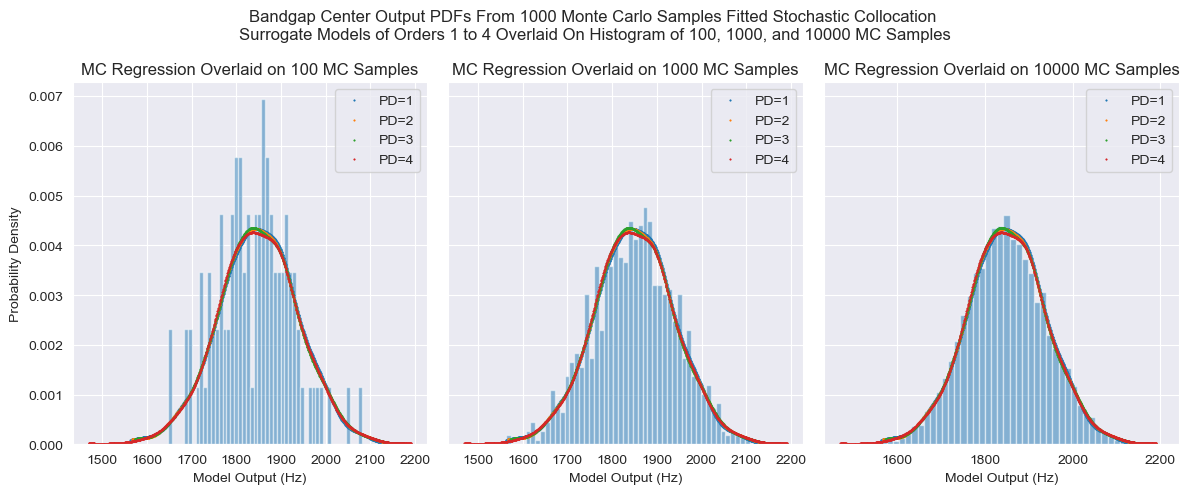 Bandgap Center Output PDFs From 1000 Monte Carlo Samples Fitted Stochastic Collocation
Surrogate Models of Orders 1 to 4 Overlaid On Histogram of 100, 1000, and 10000 MC Samples
MC Regression Overlaid on 100 MC Samples
MC Regression Overlaid on 1000 MC Samples
MC Regression Overlaid on 10000 MC Samples
Probability Density
0.007
0.006
0.005
0.004
0.003
0.002
0.001
0.000
PD=1
PD=2
PD=3
PD=4
1500 1600 1700 1800 1900 2000 2100 2200
Model Output (Hz)
PD=1
PD=2
PD=3
PD=4
1500 1600 1700 1800 1900 2000 2100 2200
Model Output (Hz)
PD=1
PD=2
PD=3
PD=4
1600 1800 2000 2200
Model Output (Hz)